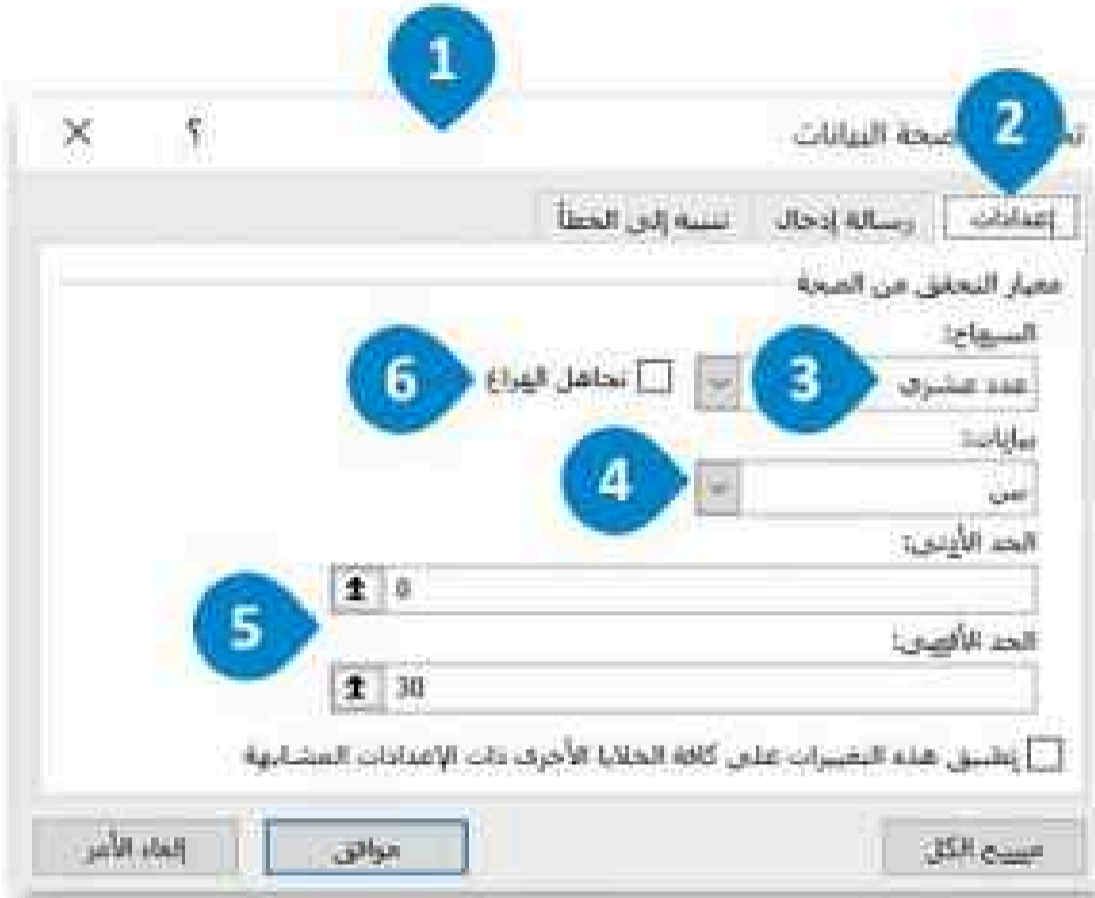 1
2
صحة البيانات
؟
إعدادات
رسالة إدخال
تنبيه إلى الخطأ
معيار التحقق من الصحة
السماح:
عدد عشري
3
تجاهل الفراغ
6
بيانات:
بين
4
الحد الأدنى:
0
5
الحد الأقصى:
30
تطبيق هذه التغييرات على كافة الخلايا الأخرى ذات الإعدادات المشابهة
مسح الكل
موافق
إلغاء الأمر